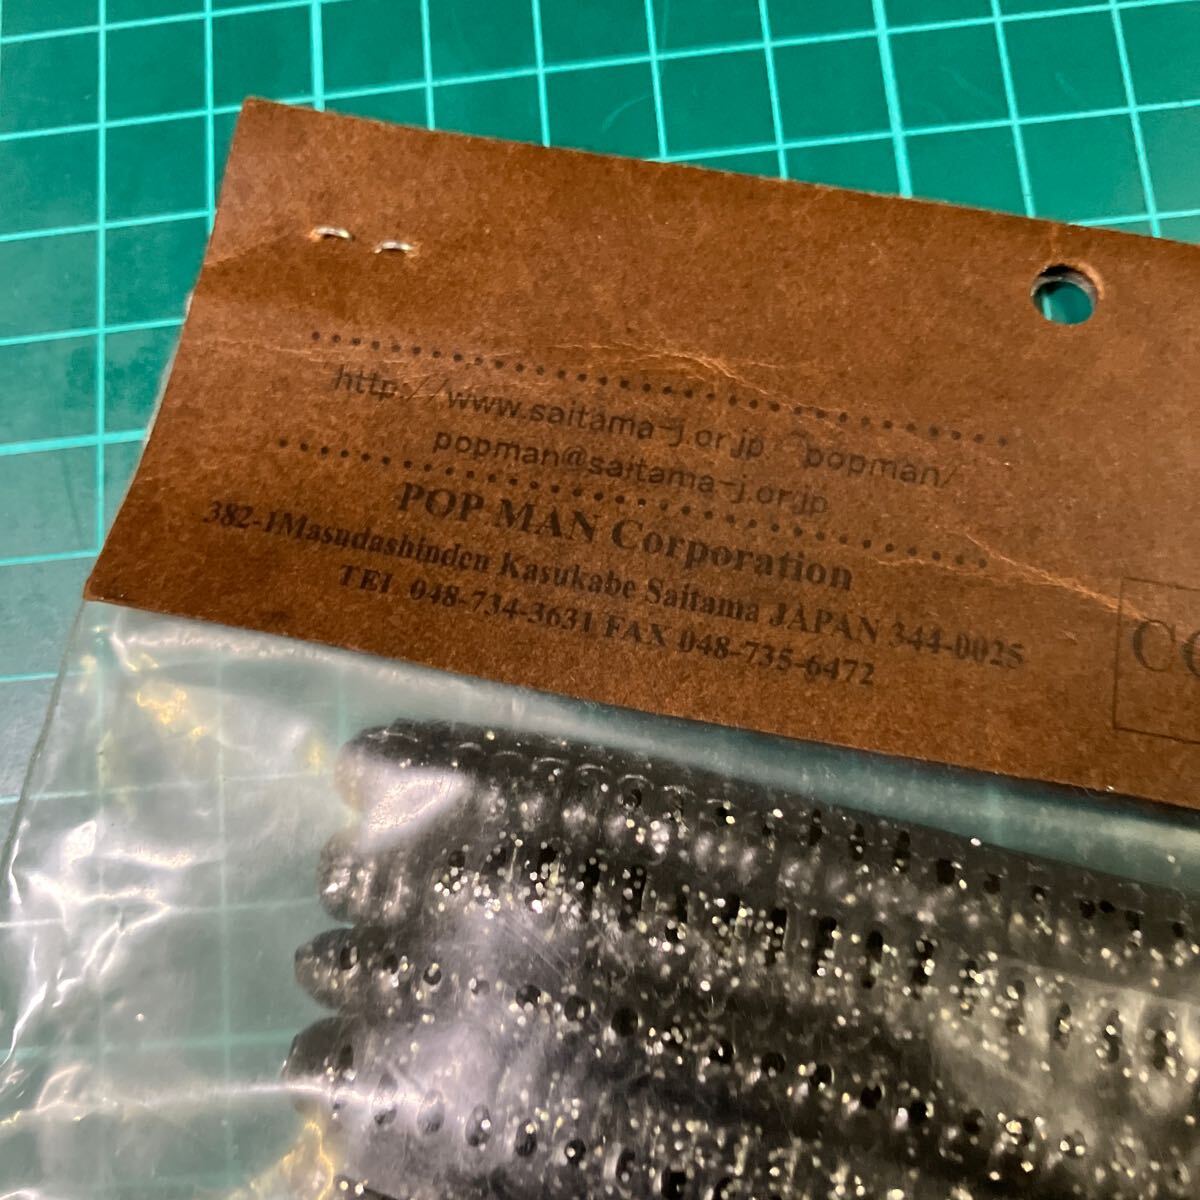 http://www.saitama-j.or.jp ~popman/
popman@saitama-j.or.jp
POP MAN Corporation
382-1Masudashinden Kasukabe Saitama JAPAN 344-0025
TEL 048-734-3631 FAX 048-735-6472